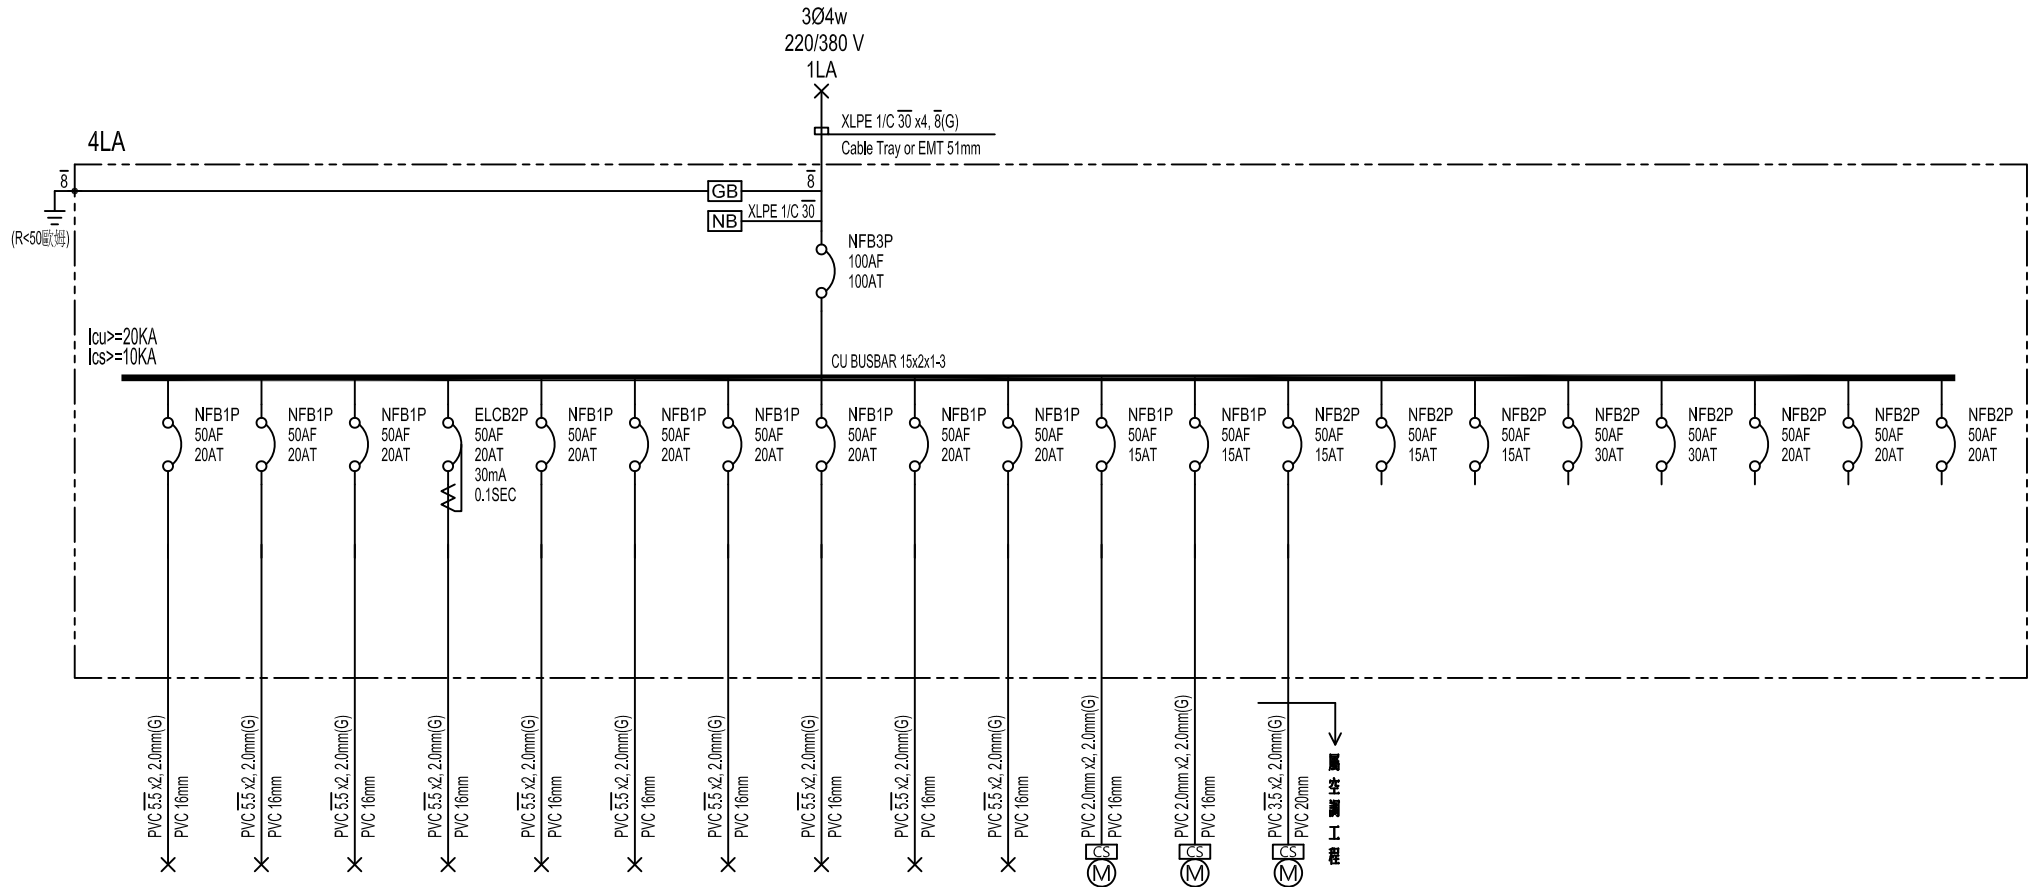 3Ø4w
220/380 V
1LA
XLPE 1/C 30 x4, 8(G)
Cable Tray or EMT 51mm
4LA
8
GB
8
NB
XLPE 1/C 30
(R<50歐姆)
NFB3P
100AF
100AT
Icu>=20KA
Ics>=10KA
CU BUSBAR 15x2x1-3
NFB1P
50AF
20AT
NFB1P
50AF
20AT
NFB1P
50AF
20AT
ELCB2P
50AF
20AT
30mA
0.1SEC
NFB1P
50AF
20AT
NFB1P
50AF
20AT
NFB1P
50AF
20AT
NFB1P
50AF
20AT
NFB1P
50AF
20AT
NFB1P
50AF
20AT
NFB1P
50AF
15AT
NFB1P
50AF
15AT
NFB2P
50AF
15AT
NFB2P
50AF
15AT
NFB2P
50AF
15AT
NFB2P
50AF
30AT
NFB2P
50AF
30AT
NFB2P
50AF
20AT
NFB2P
50AF
20AT
NFB2P
50AF
20AT
PVC 5.5 x2, 2.0mm(G)
PVC 16mm
PVC 5.5 x2, 2.0mm(G)
PVC 16mm
PVC 5.5 x2, 2.0mm(G)
PVC 16mm
PVC 5.5 x2, 2.0mm(G)
PVC 16mm
PVC 5.5 x2, 2.0mm(G)
PVC 16mm
PVC 5.5 x2, 2.0mm(G)
PVC 16mm
PVC 5.5 x2, 2.0mm(G)
PVC 16mm
PVC 5.5 x2, 2.0mm(G)
PVC 16mm
PVC 5.5 x2, 2.0mm(G)
PVC 16mm
PVC 5.5 x2, 2.0mm(G)
PVC 16mm
PVC 2.0mm x2, 2.0mm(G)
PVC 16mm
CS
M
PVC 2.0mm x2, 2.0mm(G)
PVC 16mm
CS
M
PVC 3.5 x2, 2.0mm(G)
PVC 20mm
CS
M
屬空調工程